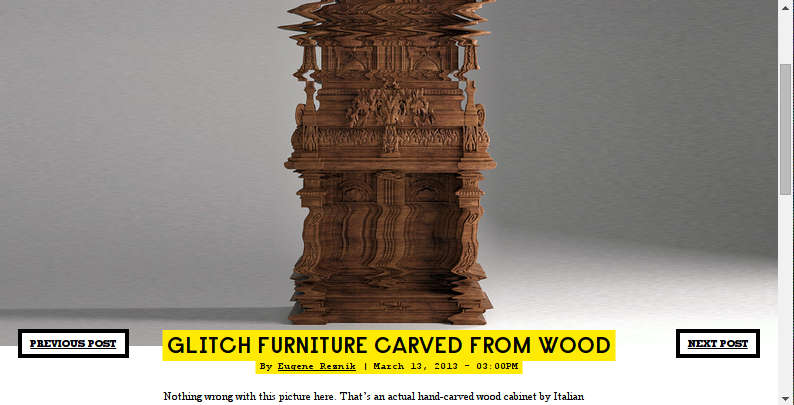 PREVIOUS POST
GLITCH FURNITURE CARVED FROM WOOD
NEXT POST
By Eugene Reznik | March 13, 2013 - 03:00PM
Nothing wrong with this picture here. That's an actual hand-carved wood cabinet by Italian